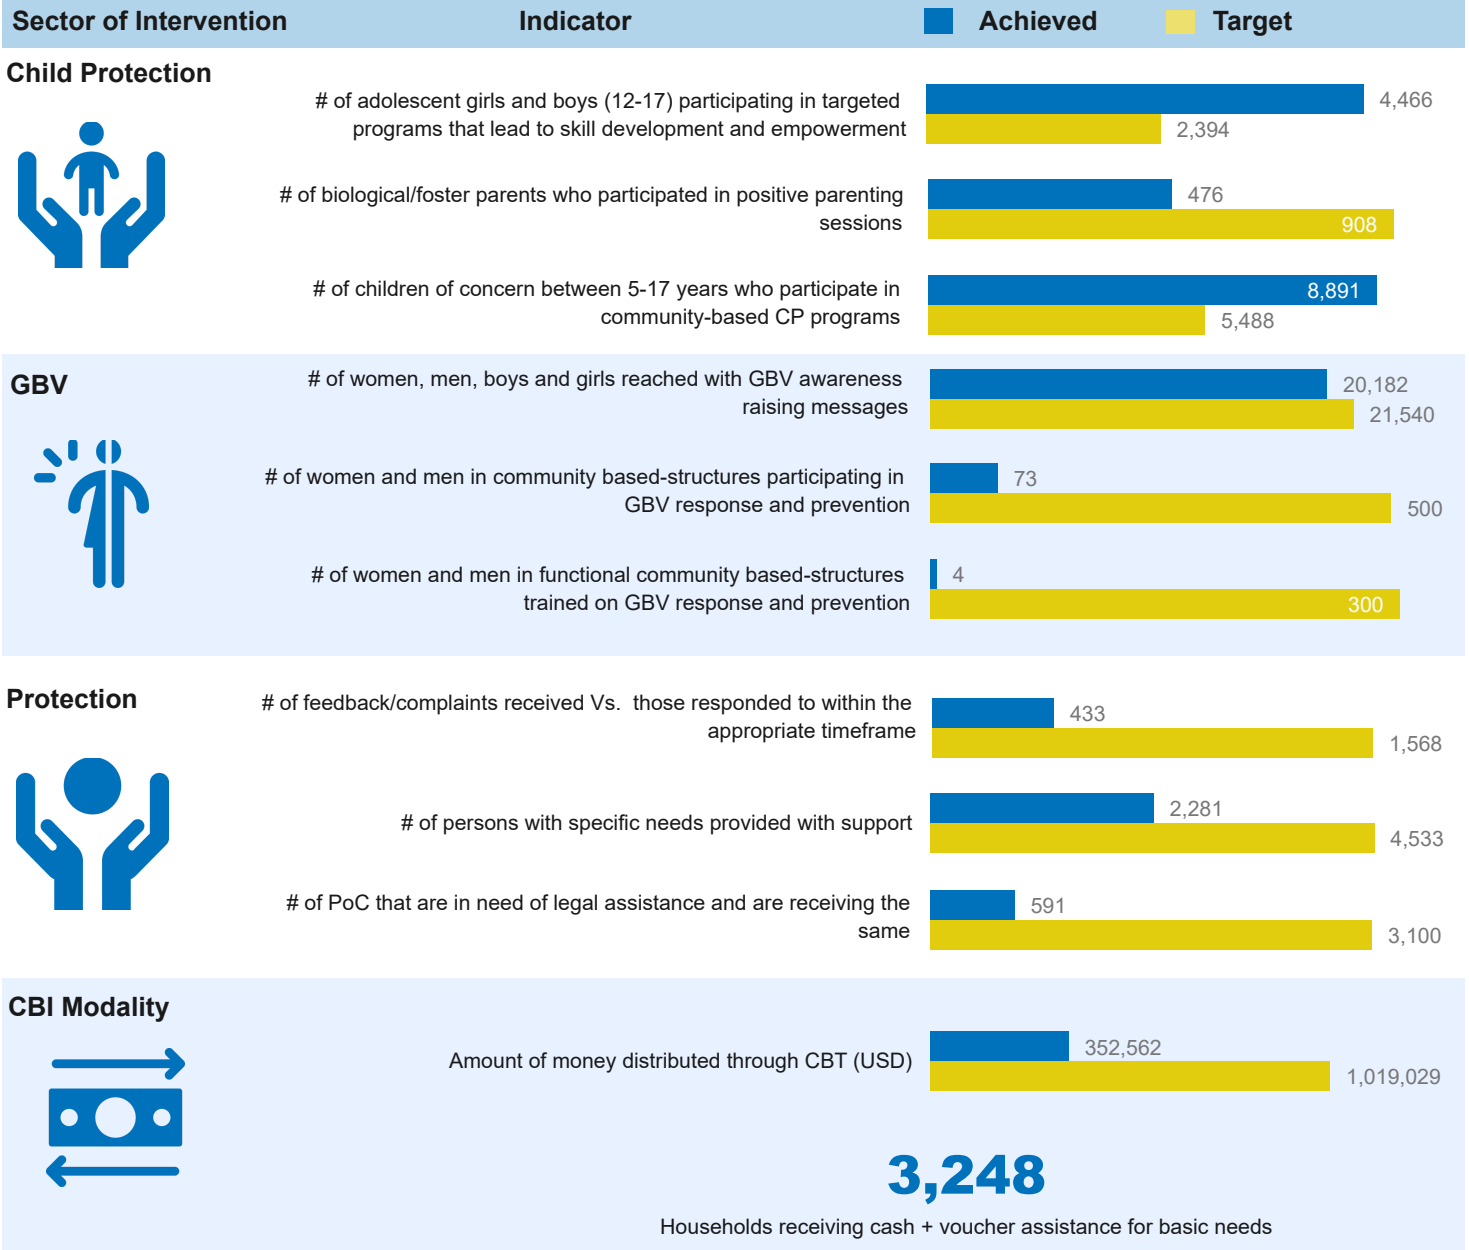 Sector of Intervention Indicator Achieved Target
Child Protection
# of adolescent girls and boys (12-17) participating in targeted
programs that lead to skill development and empowerment
4,466
2,394
# of biological/foster parents who participated in positive parenting
sessions
476
908
# of children of concern between 5-17 years who participate in
community-based CP programs
8,891
5,488
GBV
# of women, men, boys and girls reached with GBV awareness
raising messages
20,182
21,540
# of women and men in community based-structures participating in
GBV response and prevention
73
500
# of women and men in functional community based-structures
trained on GBV response and prevention
4
300
Protection
# of feedback/complaints received Vs. those responded to within the
appropriate timeframe
433
1,568
# of persons with specific needs provided with support
2,281
4,533
# of PoC that are in need of legal assistance and are receiving the
same
591
3,100
CBI Modality
Amount of money distributed through CBT (USD)
352,562
1,019,029
3,248
Households receiving cash + voucher assistance for basic needs